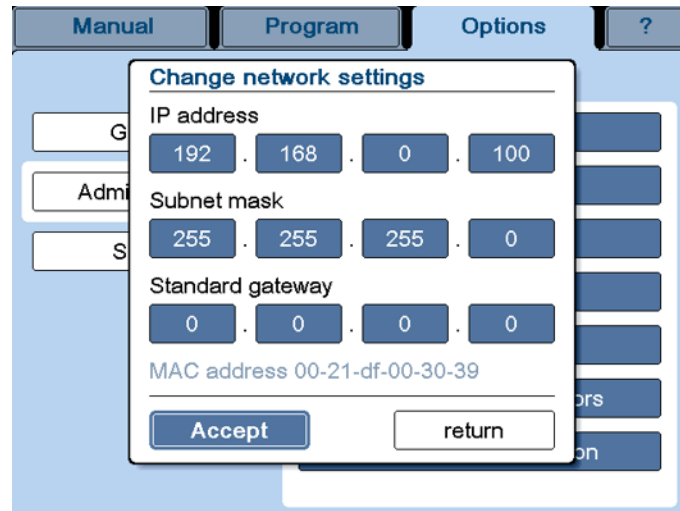 Manual Program Options ?
Change network settings
IP address
192 . 168 . 0 . 100
Subnet mask
255 . 255 . 255 . 0
Standard gateway
0 . 0 . 0 . 0
MAC address 00-21-df-00-30-39
Accept return